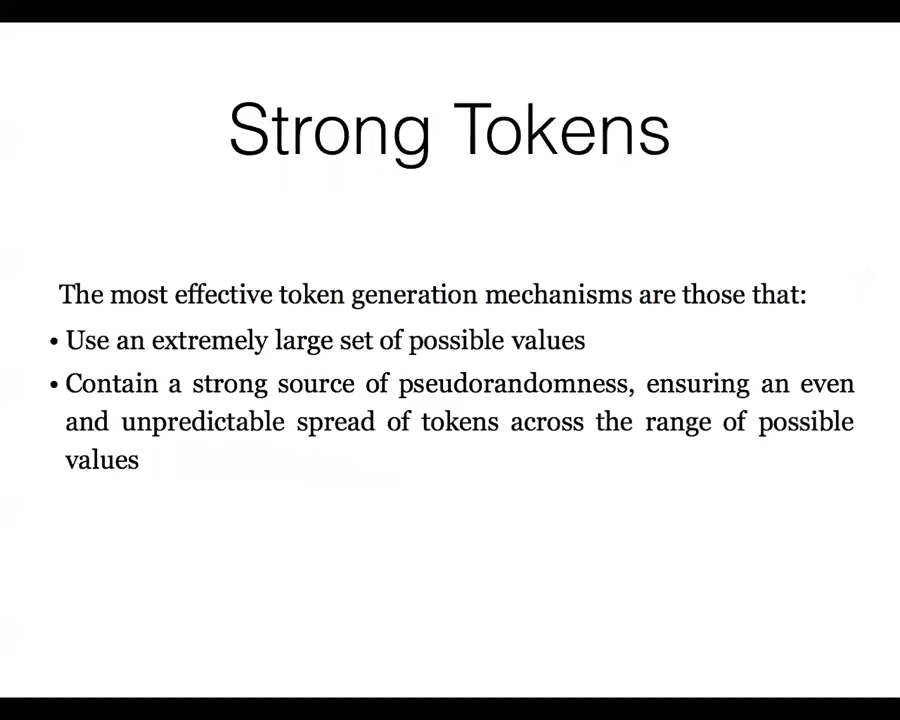 Strong Tokens
The most effective token generation mechanisms are those that:
• Use an extremely large set of possible values
• Contain a strong source of pseudorandomness, ensuring an even
and unpredictable spread of tokens across the range of possible
values